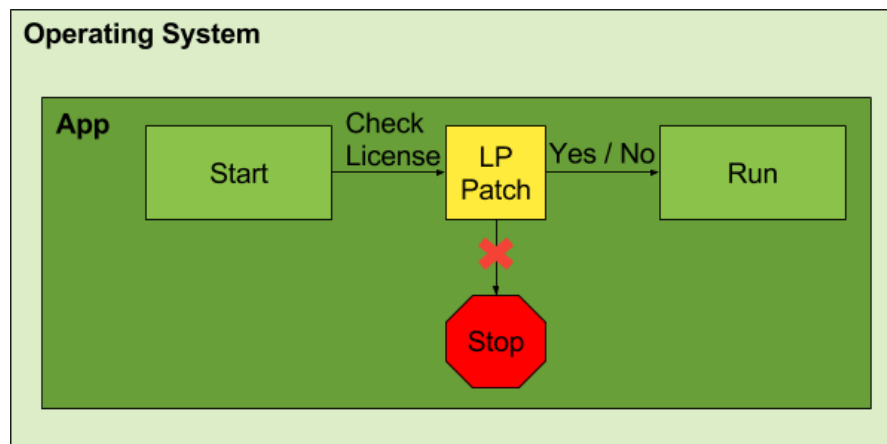 Operating System
App
Check
License
Start
LP
Patch
Yes / No
Run
Stop